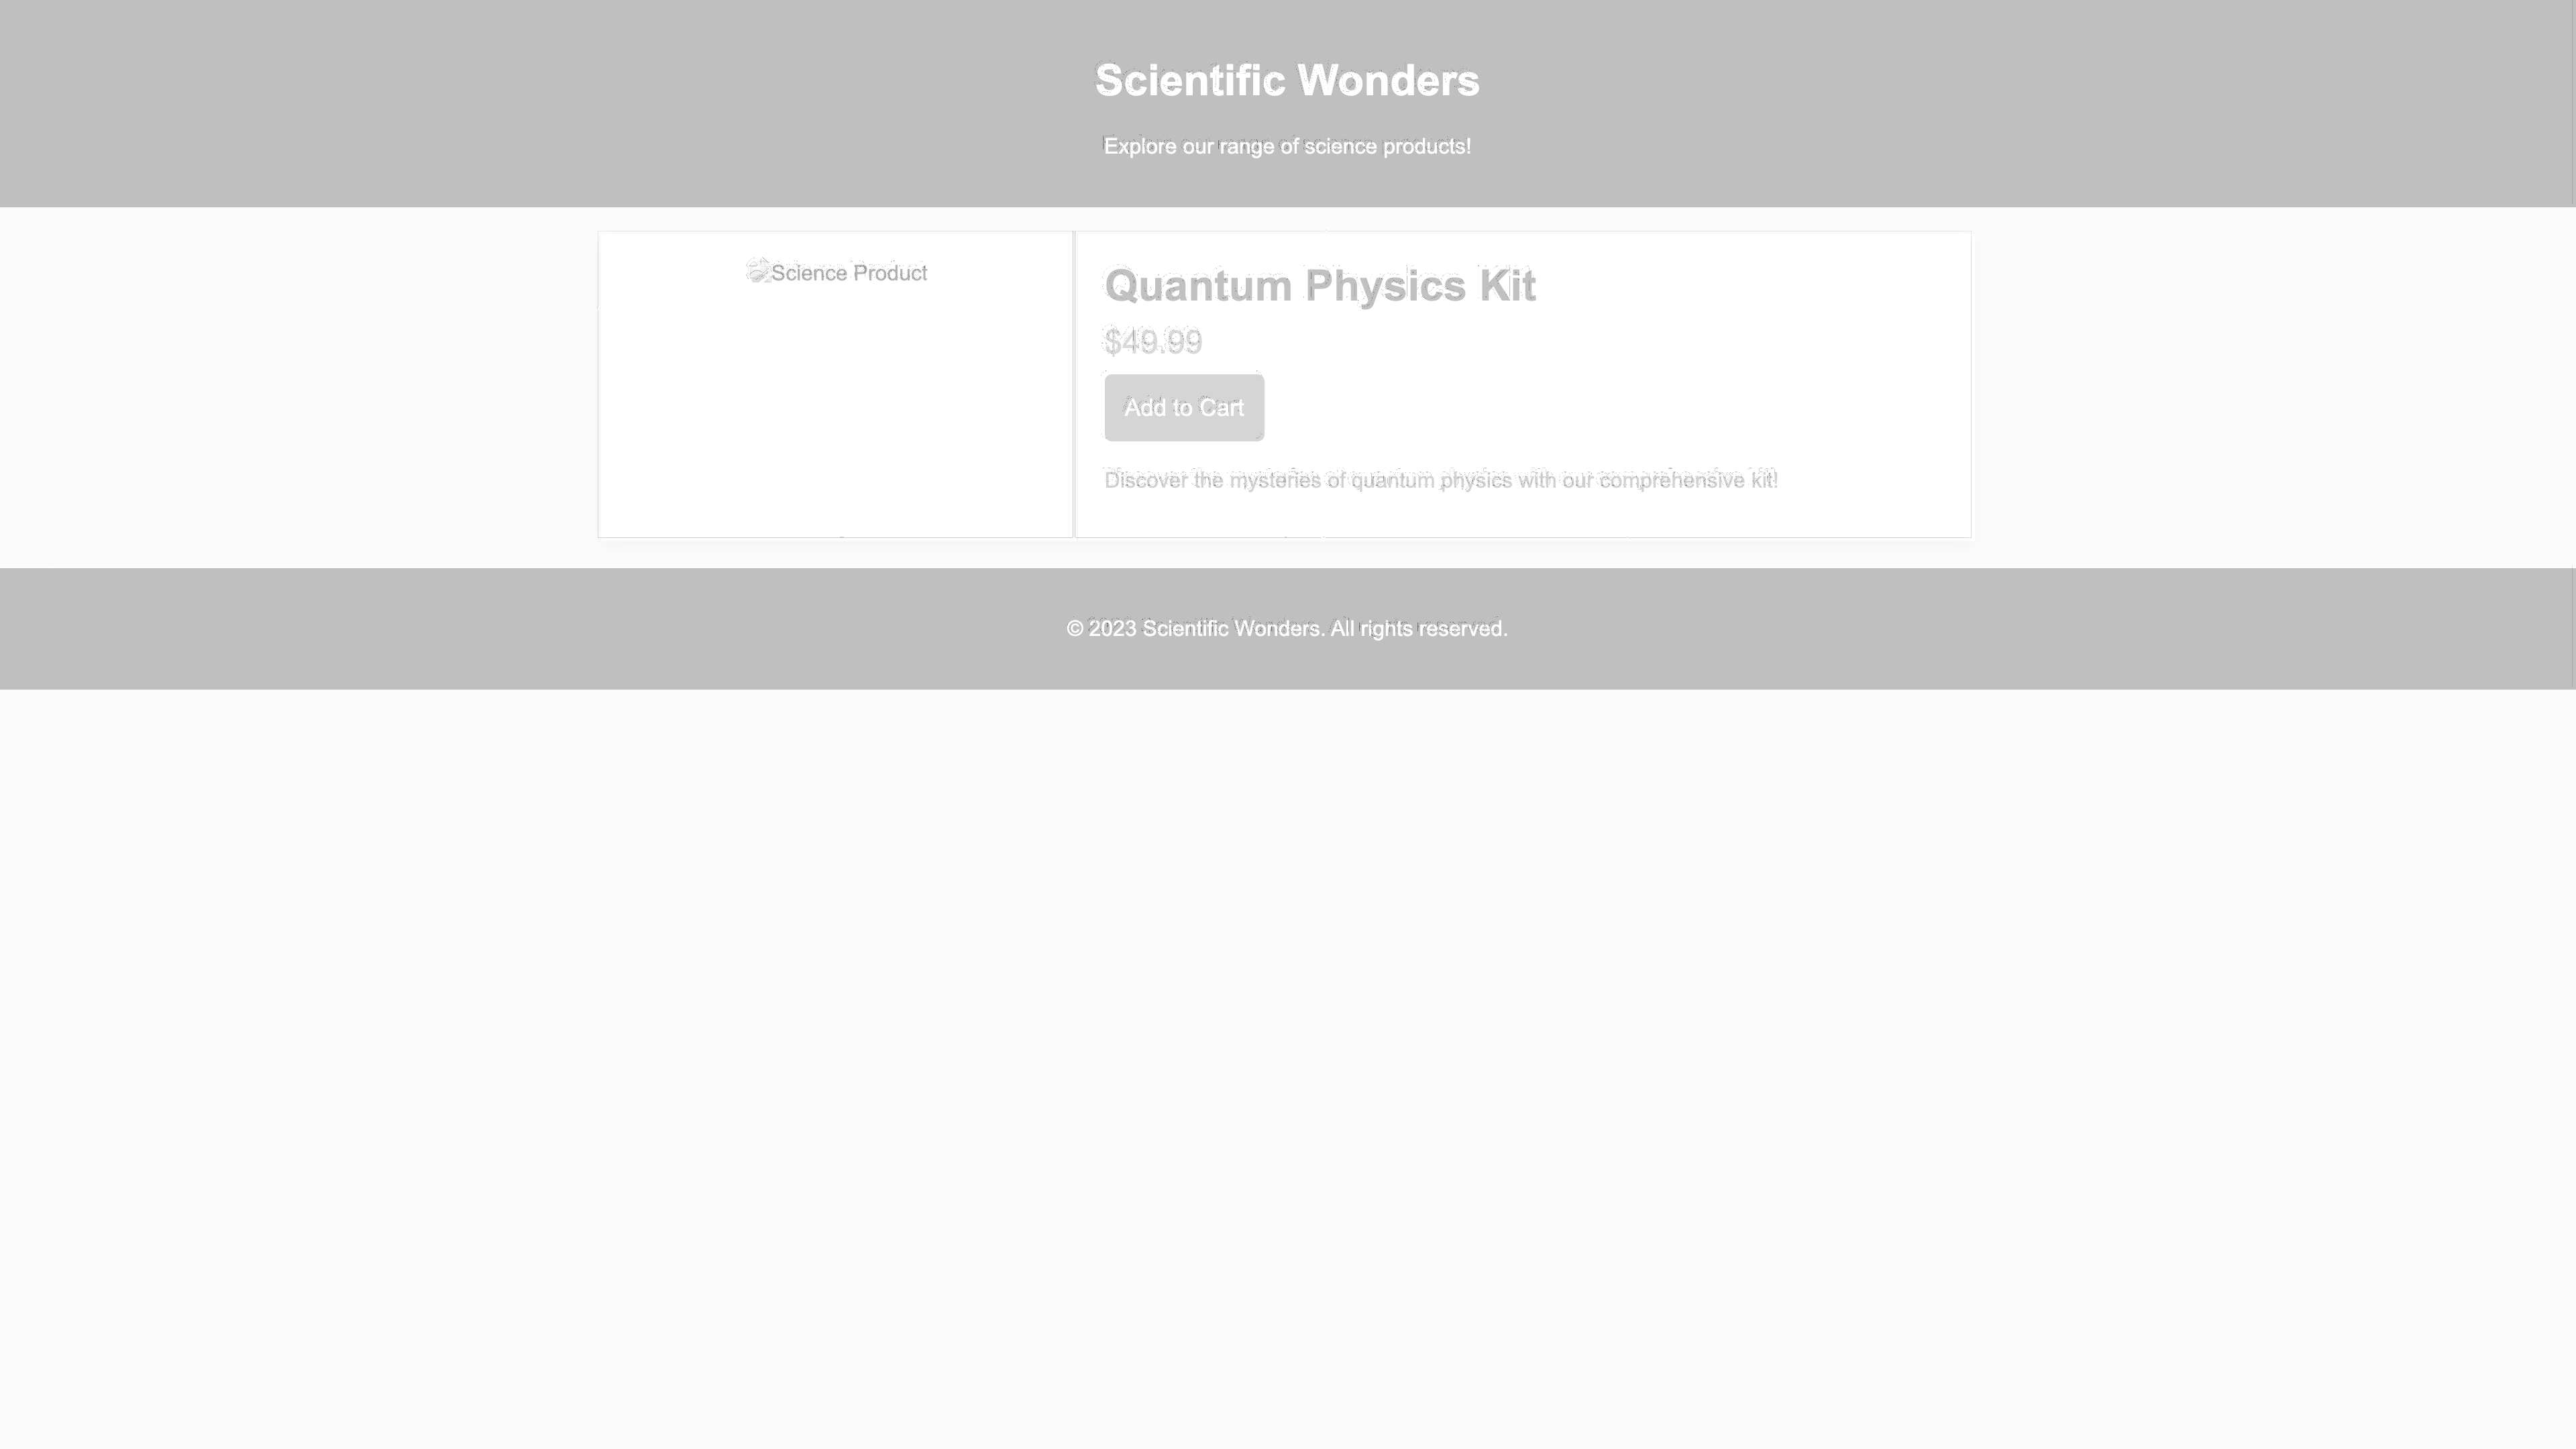 Scientific Wonders
Explore our range of science products!
Science Product
Quantum Physics Kit
$49.99
Add to Cart
Discover the mysteries of quantum physics with our comprehensive kit!
© 2023 Scientific Wonders. All rights reserved.